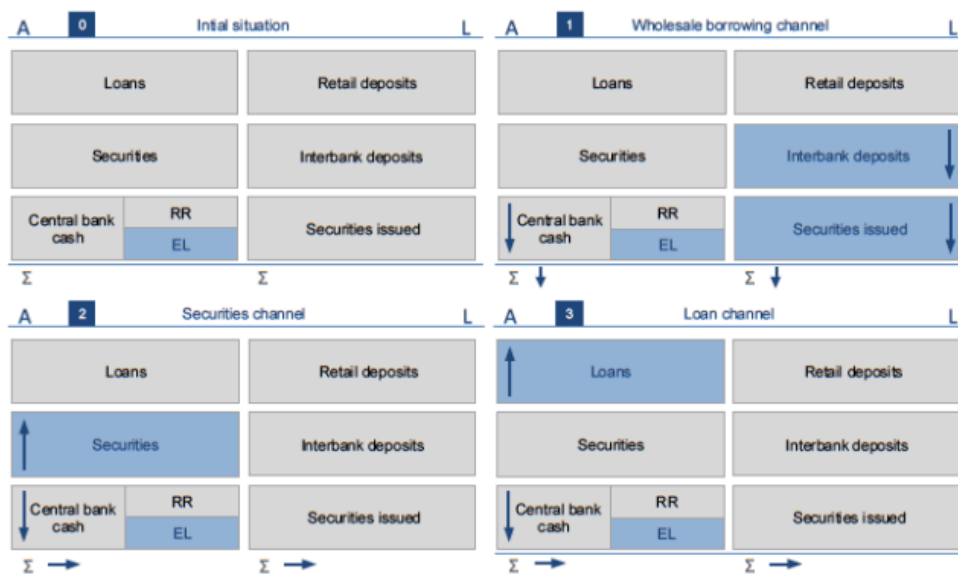 A 0 Intial situation L
Loans Retail deposits
Securities Interbank deposits
Central bank cash RR EL Securities issued
Σ Σ
A 1 Wholesale borrowing channel L
Loans Retail deposits
Securities Interbank deposits
Central bank cash RR EL Securities issued
Σ Σ
A 2 Securities channel L
Loans Retail deposits
Securities Interbank deposits
Central bank cash RR EL Securities issued
Σ Σ
A 3 Loan channel L
Loans Retail deposits
Securities Interbank deposits
Central bank cash RR EL Securities issued
Σ Σ